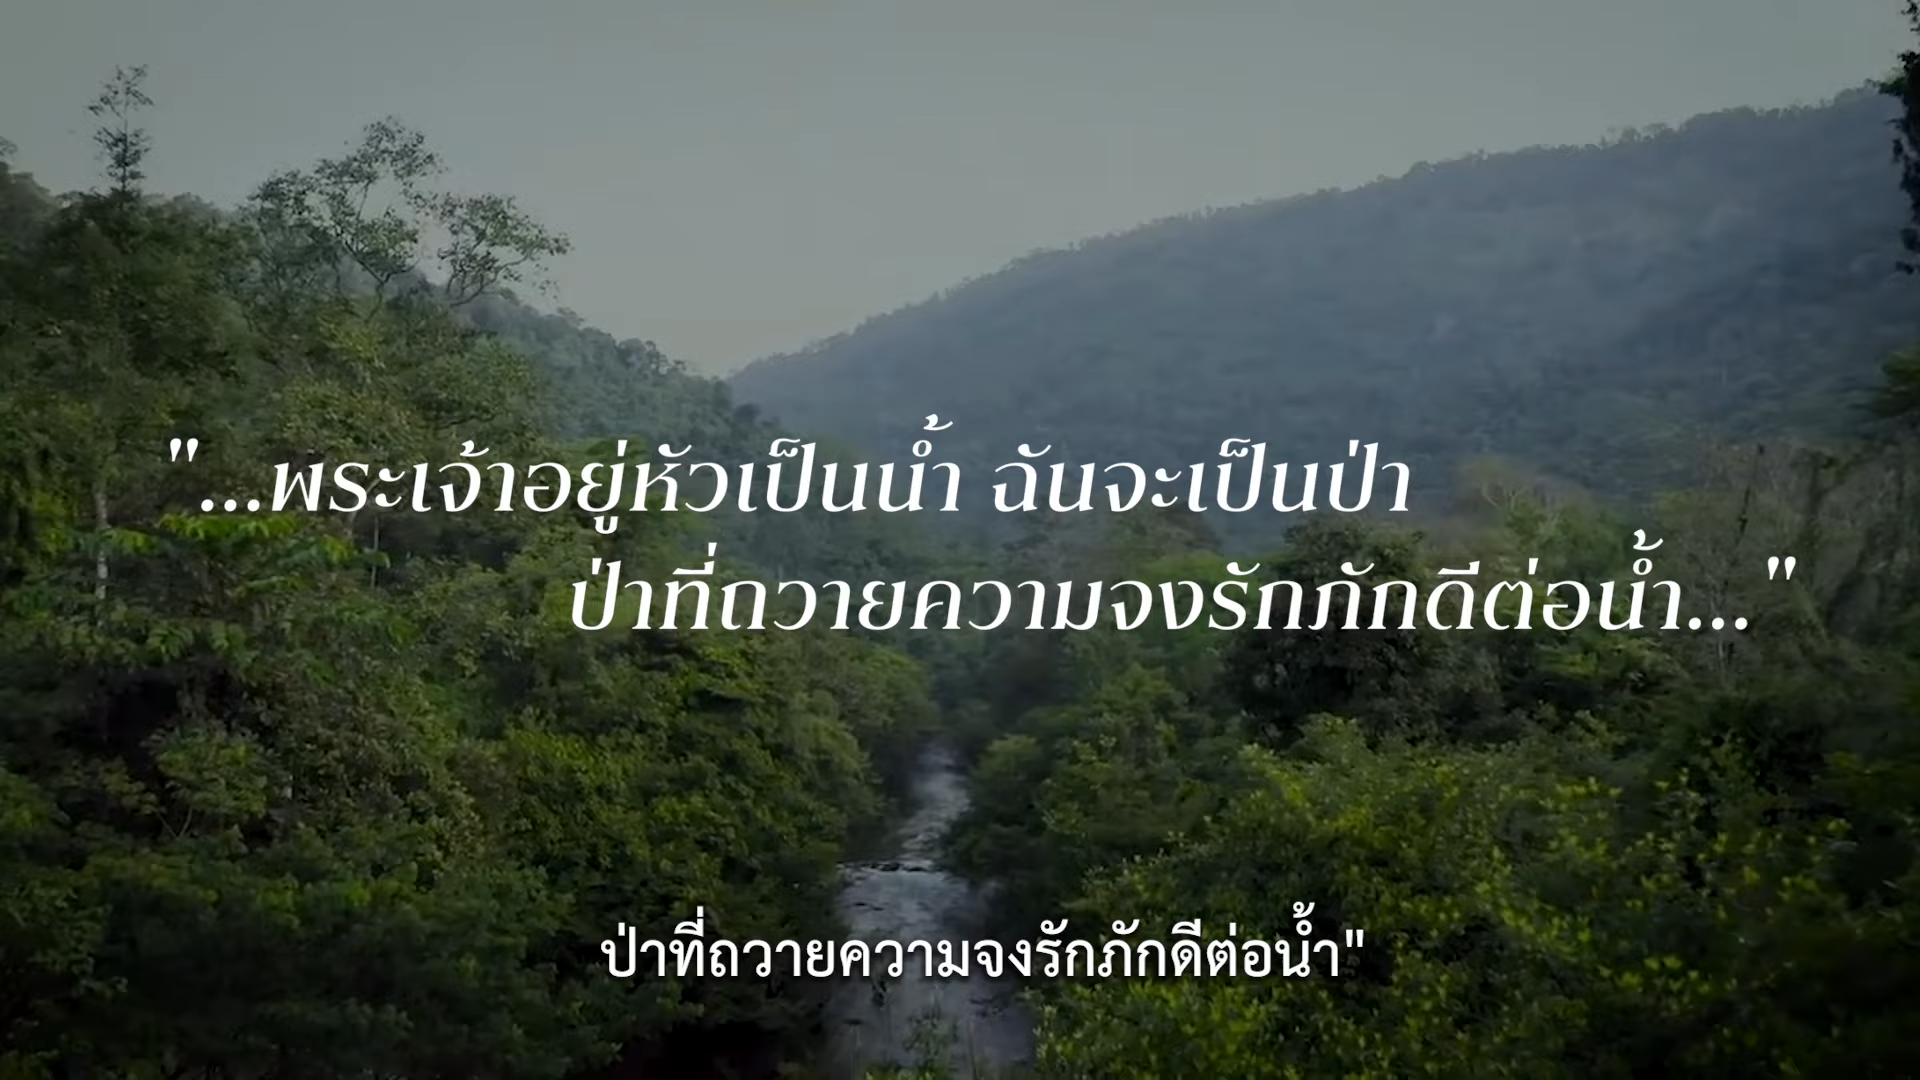 "...พระเจ้าอยู่หัวเป็นน้ำ ฉันจะเป็นป่า
ป่าที่ถวายความจงรักภักดีต่อน้ำ..."
ป่าที่ถวายความจงรักภักดีต่อน้ำ"